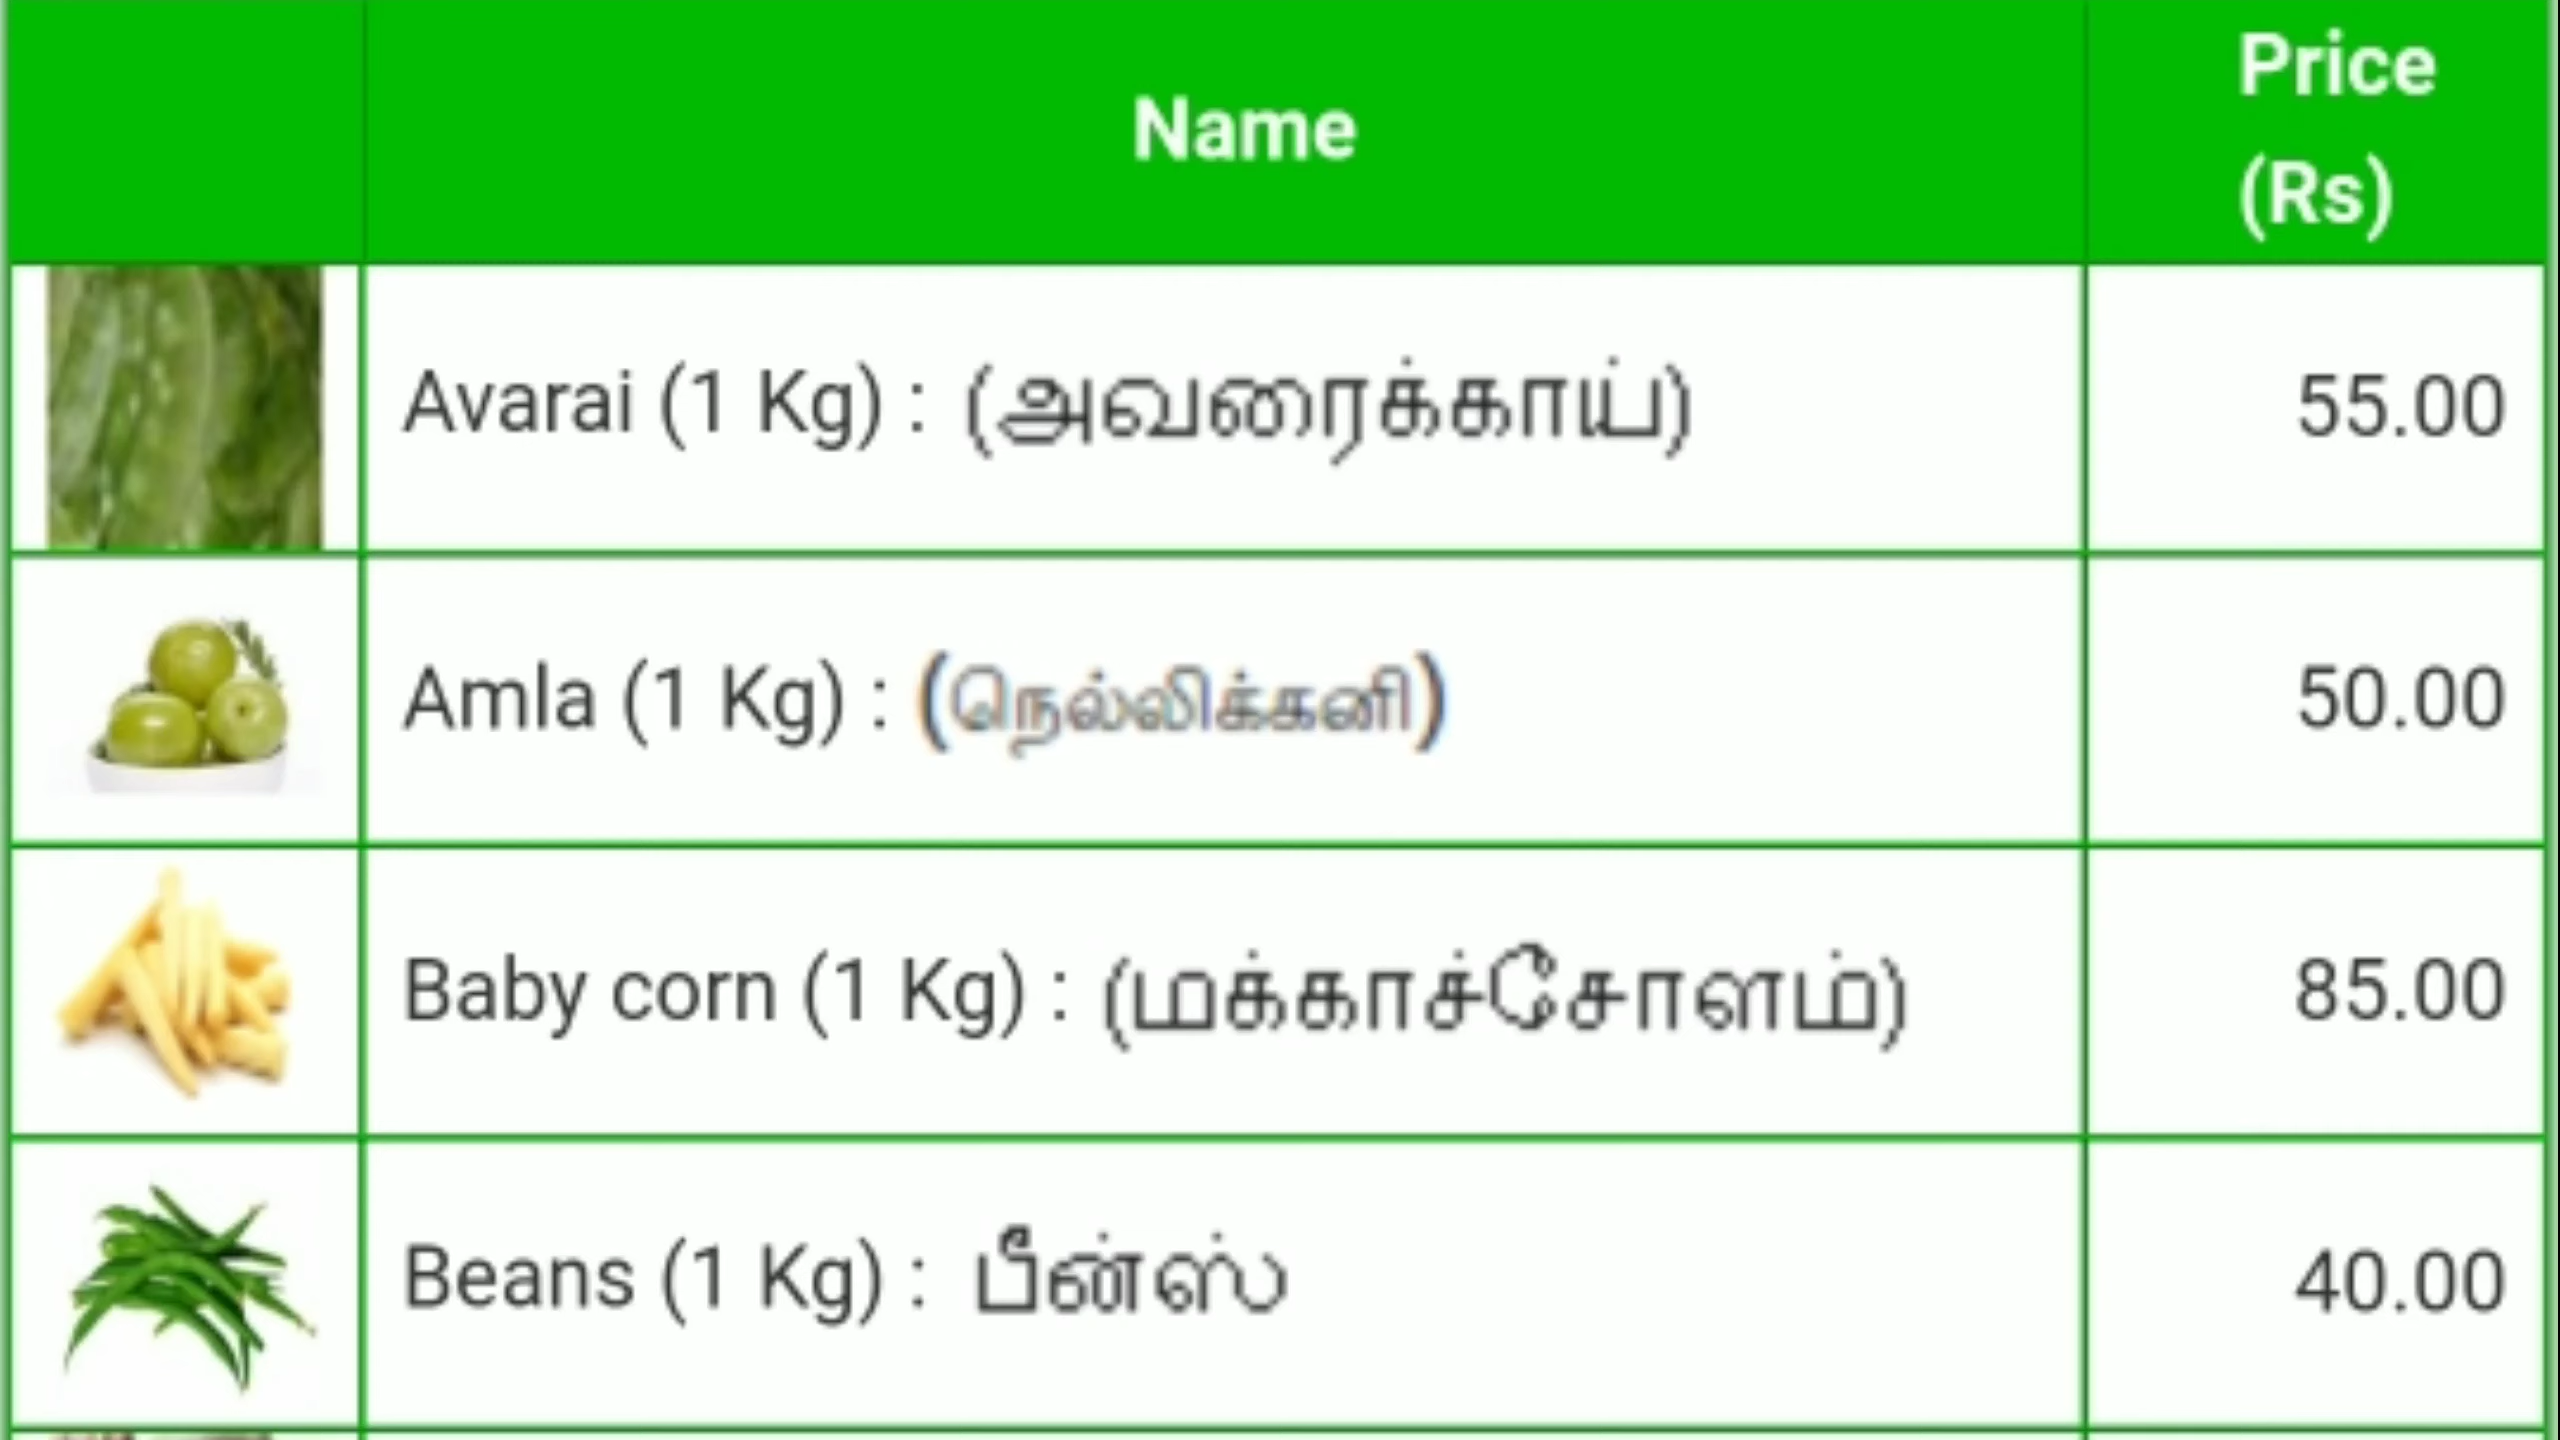 Name
Price
(Rs)
Avarai (1 Kg) : (அவரைக்காய்) 55.00
Amla (1 Kg) : (நெல்லிக்கனி) 50.00
Baby corn (1 Kg) : (மக்காச்சோளம்) 85.00
Beans (1 Kg) : பீன்ஸ் 40.00